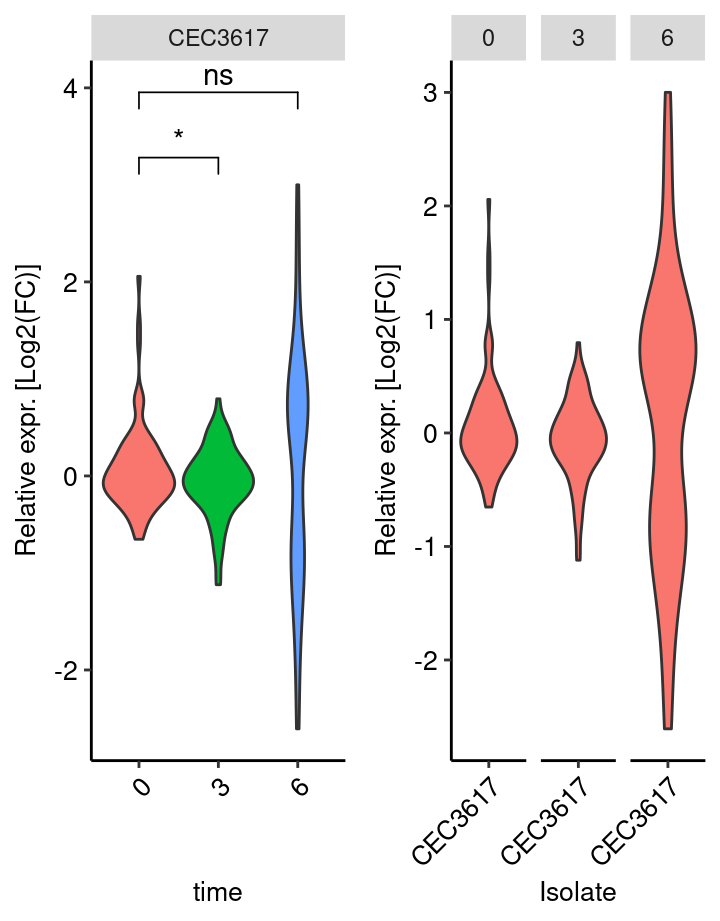 CEC3617
ns
*
Relative expr. [Log2(FC)]
4
2
0
-2
0
3
6
time
0
3
6
Relative expr. [Log2(FC)]
3
2
1
0
-1
-2
CEC3617
CEC3617
CEC3617
Isolate